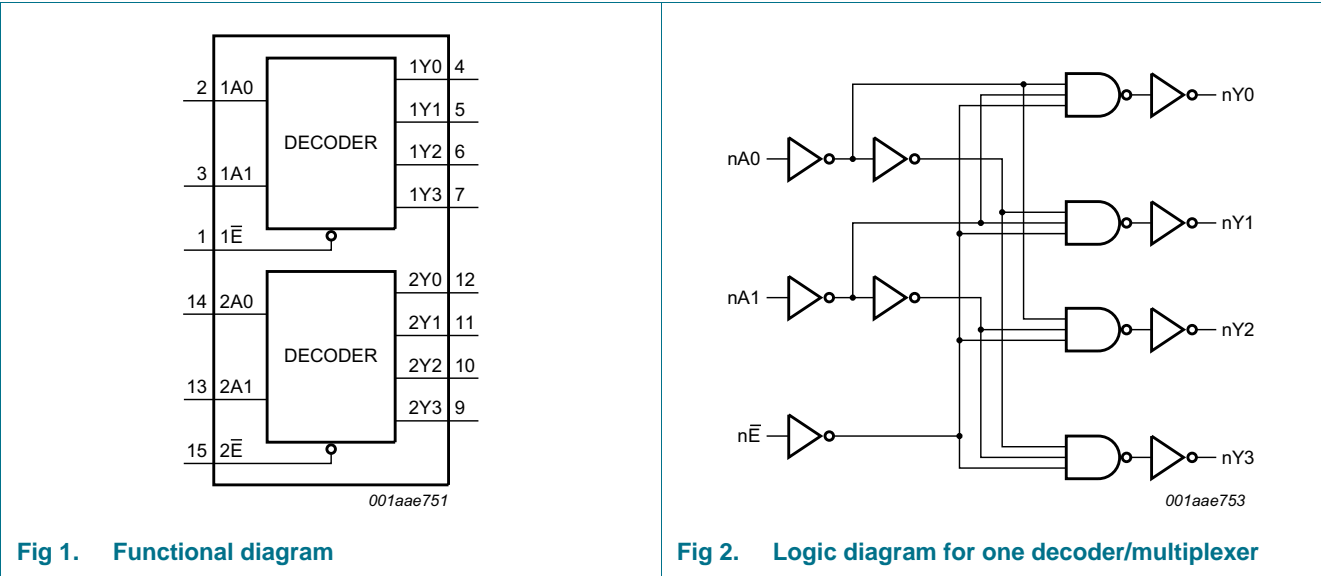 2 1A0
3 1A1
1 1E̅
DECODER
1Y0 4
1Y1 5
1Y2 6
1Y3 7
14 2A0
13 2A1
15 2E̅
DECODER
2Y0 12
2Y1 11
2Y2 10
2Y3 9
001aae751
Fig 1. Functional diagram
nA0
nA1
nE̅
nY0
nY1
nY2
nY3
001aae753
Fig 2. Logic diagram for one decoder/multiplexer